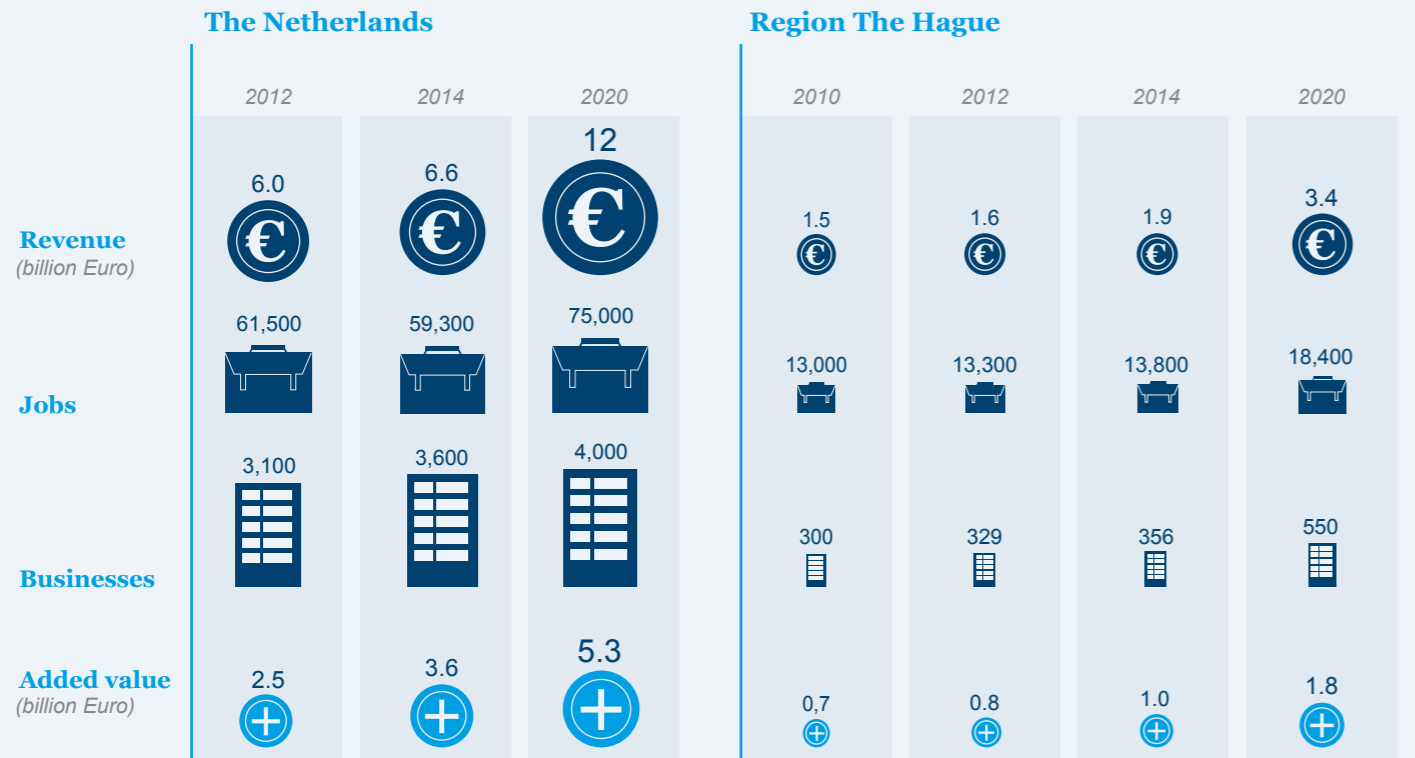 The Netherlands Region The Hague
2012 2014 2020 2010 2012 2014 2020
Revenue
(billion Euro)
6.0 6.6 12 1.5 1.6 1.9 3.4
€ € € € € € €
Jobs
61,500 59,300 75,000 13,000 13,300 13,800 18,400
Businesses
3,100 3,600 4,000 300 329 356 550
Added value
(billion Euro)
2.5 3.6 5.3 0,7 0.8 1.0 1.8
+ + + + + + +